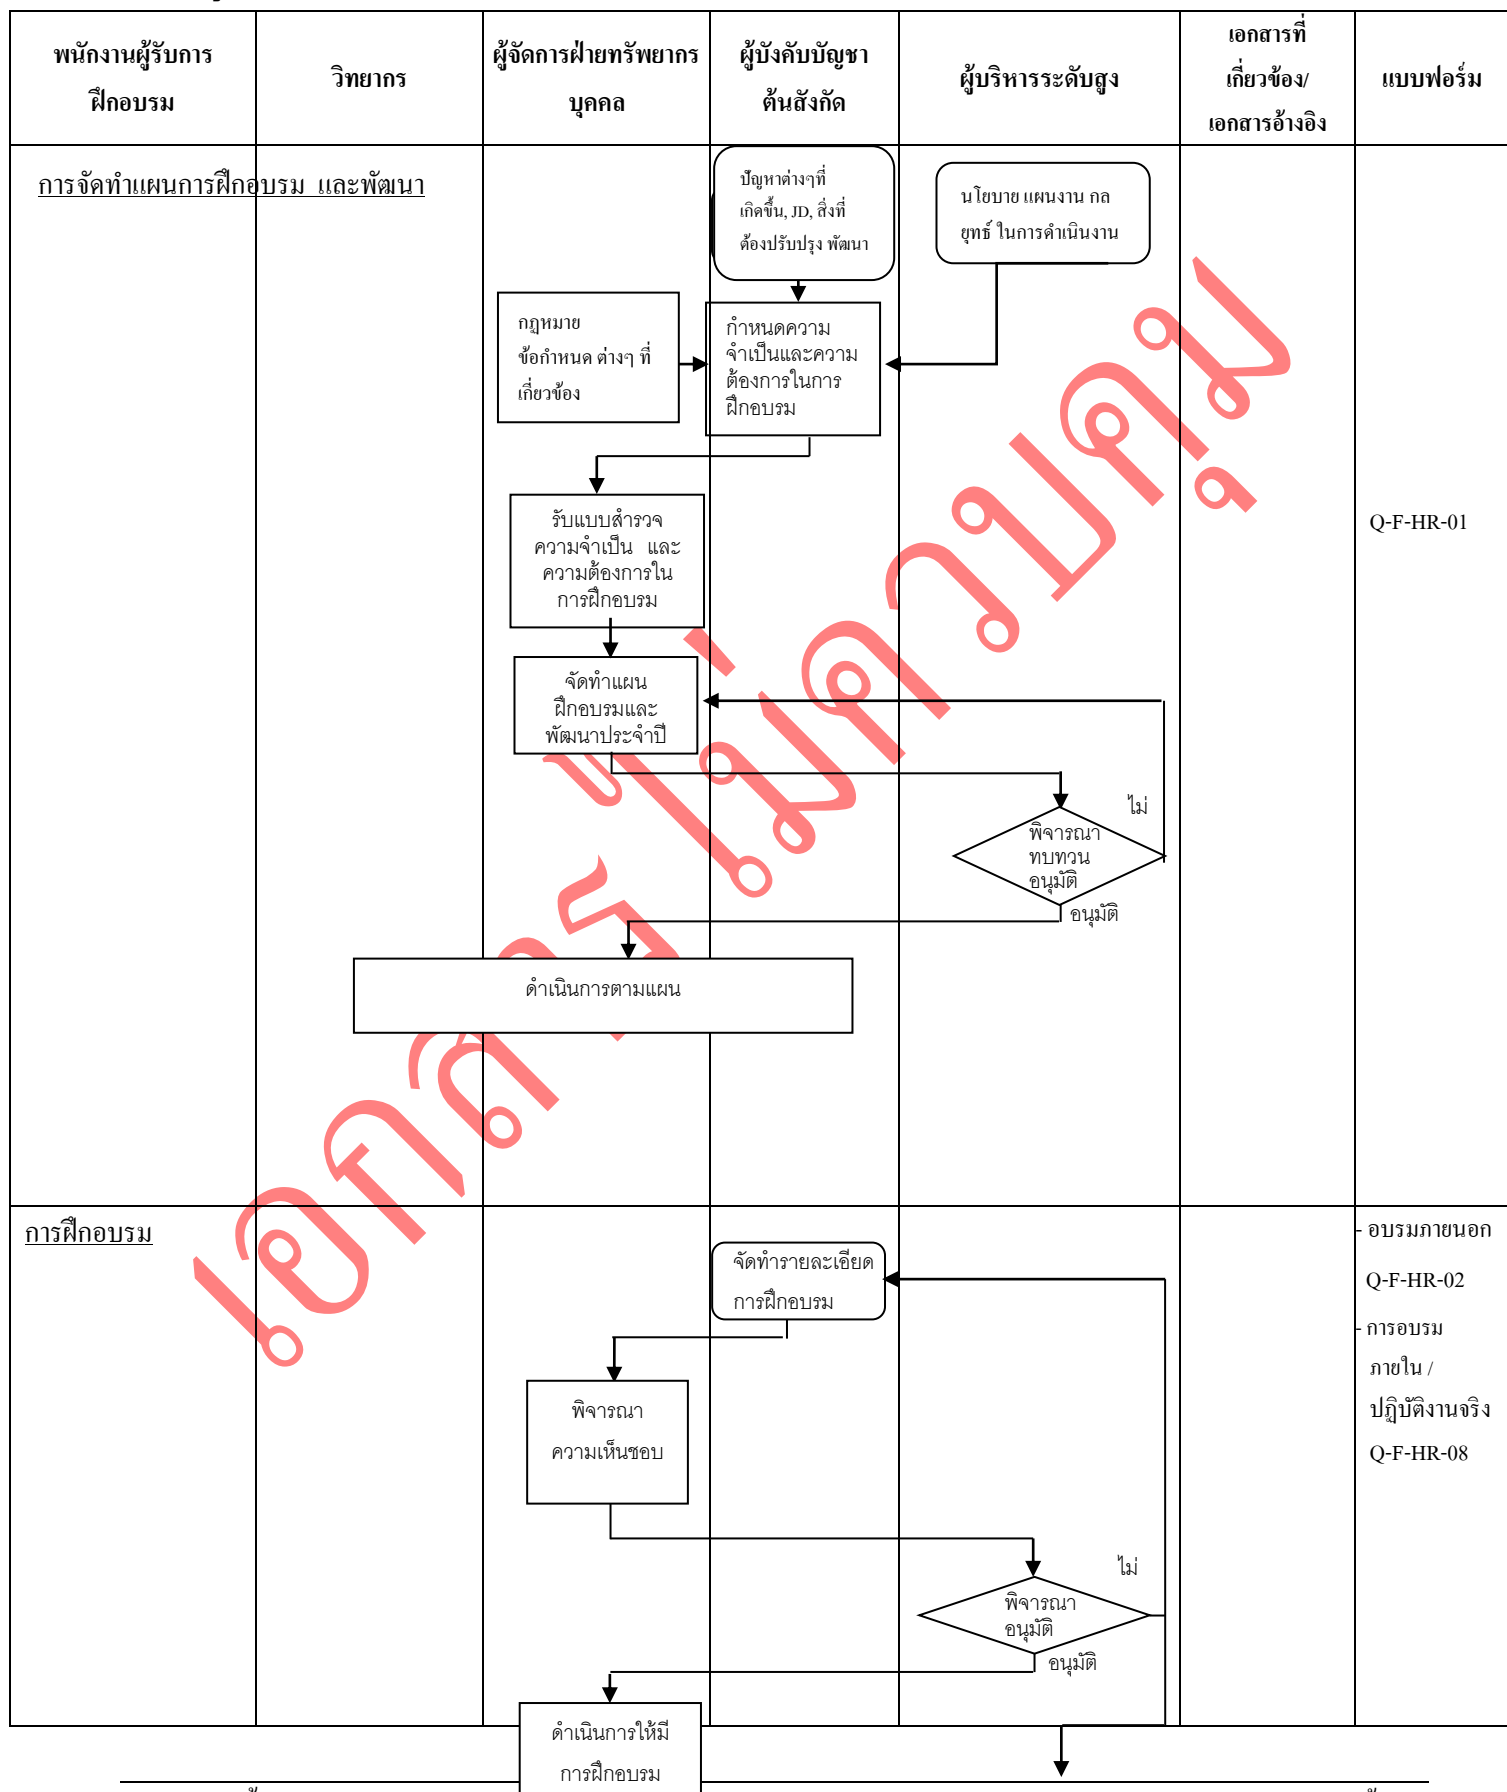 พนักงานผู้รับการ
ฝึกอบรม
วิทยากร
ผู้จัดการฝ่ายทรัพยากร
บุคคล
ผู้บังคับบัญชา
ต้นสังกัด
ผู้บริหารระดับสูง
เอกสารที่
เกี่ยวข้อง/
เอกสารอ้างอิง
แบบฟอร์ม
การจัดทำแผนการฝึกอบรม และพัฒนา
ปัญหาต่างๆที่
เกิดขึ้น, JD, สิ่งที่
ต้องปรับปรุง พัฒนา
นโยบาย แผนงาน กล
ยุทธ์ ในการดำเนินงาน
กฎหมาย
ข้อกำหนด ต่างๆ ที่
เกี่ยวข้อง
กำหนดความ
จำเป็นและความ
ต้องการในการ
ฝึกอบรม
รับแบบสำรวจ
ความจำเป็น และ
ความต้องการใน
การฝึกอบรม
Q-F-HR-01
จัดทำแผน
ฝึกอบรมและ
พัฒนาประจำปี
ไม่
พิจารณา
ทบทวน
อนุมัติ
อนุมัติ
ดำเนินการตามแผน
เอกสารไม่ควบคุม
การฝึกอบรม
จัดทำรายละเอียด
การฝึกอบรม
- อบรมภายนอก
Q-F-HR-02
- การอบรม
ภายใน /
ปฏิบัติงานจริง
Q-F-HR-08
พิจารณา
ความเห็นชอบ
ไม่
พิจารณา
อนุมัติ
อนุมัติ
ดำเนินการให้มี
การฝึกอบรม